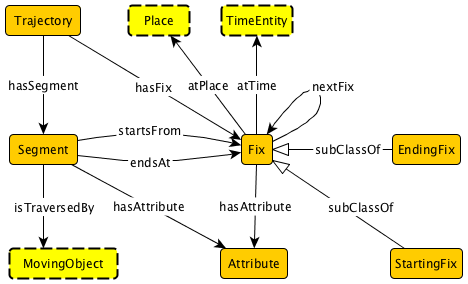 Trajectory
Place
TimeEntity
hasSegment
hasFix
atPlace
atTime
nextFix
startsFrom
Segment
endsAt
Fix
subClassOf
EndingFix
isTraversedBy
hasAttribute
hasAttribute
subClassOf
MovingObject
Attribute
StartingFix